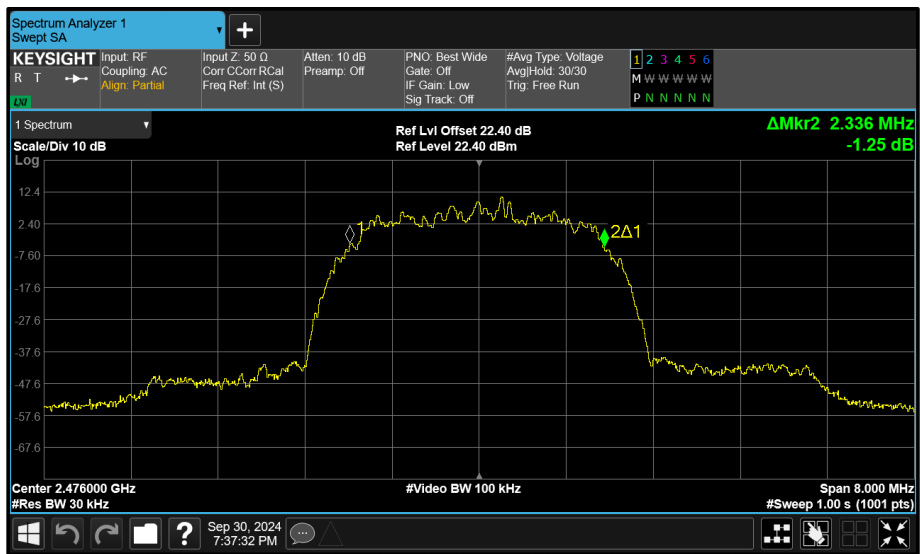 Spectrum Analyzer 1
Swept SA
KEYSIGHT
R T
LXI
Input: RF
Coupling: AC
Align: Partial
Input Z: 50 Ω
Corr CCorr RCal
Freq Ref: Int (S)
Atten: 10 dB
Preamp: Off
PNO: Best Wide
Gate: Off
IF Gain: Low
Sig Track: Off
#Avg Type: Voltage
Avg|Hold: 30/30
Trig: Free Run
1 2 3 4 5 6
M W W W W W
P N N N N N
1 Spectrum
Scale/Div 10 dB
Ref Lvl Offset 22.40 dB
Ref Level 22.40 dBm
ΔMkr2 2.336 MHz
-1.25 dB
Log
12.4
2.40
-7.60
-17.6
-27.6
-37.6
-47.6
-57.6
-67.6
1
2Δ1
Center 2.476000 GHz
#Res BW 30 kHz
#Video BW 100 kHz
Span 8.000 MHz
#Sweep 1.00 s (1001 pts)
?
Sep 30, 2024
7:37:32 PM